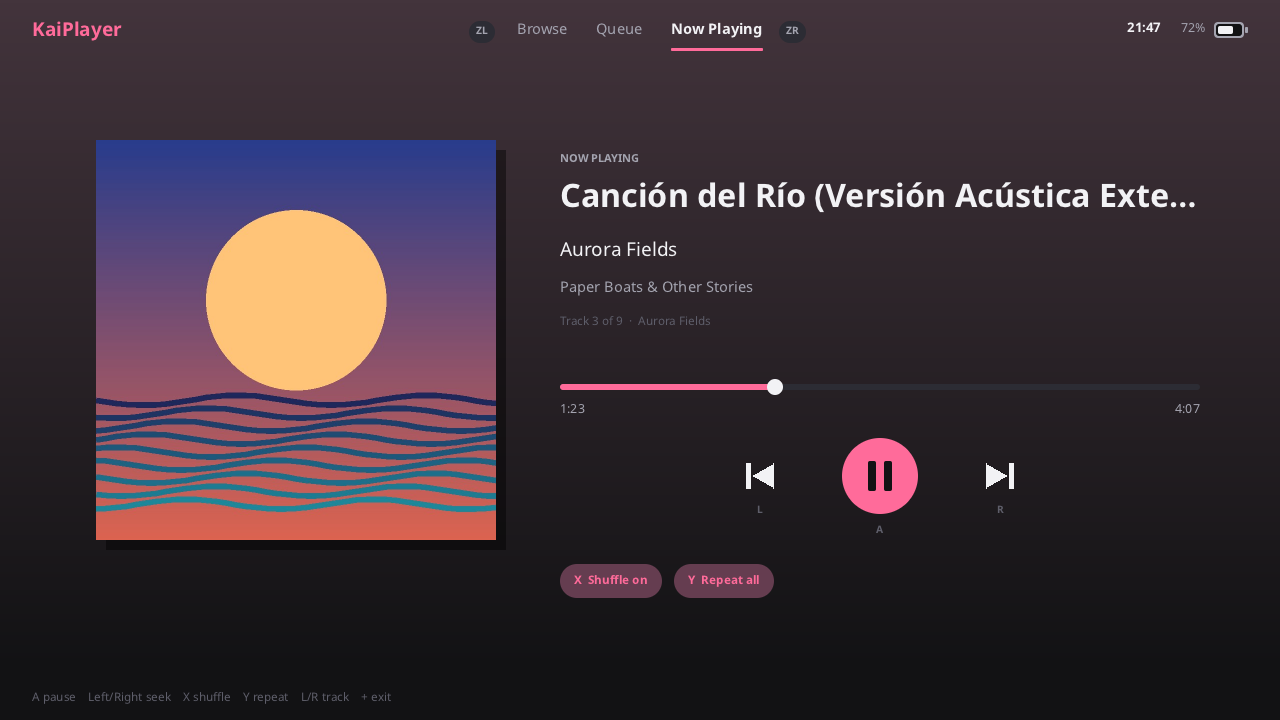 KaiPlayer
ZL Browse Queue Now Playing ZR
21:47 72%
NOW PLAYING
Canción del Río (Versión Acústica Exte...
Aurora Fields
Paper Boats & Other Stories
Track 3 of 9 · Aurora Fields
1:23 4:07
L R
A
X Shuffle on Y Repeat all
A pause Left/Right seek X shuffle Y repeat L/R track + exit